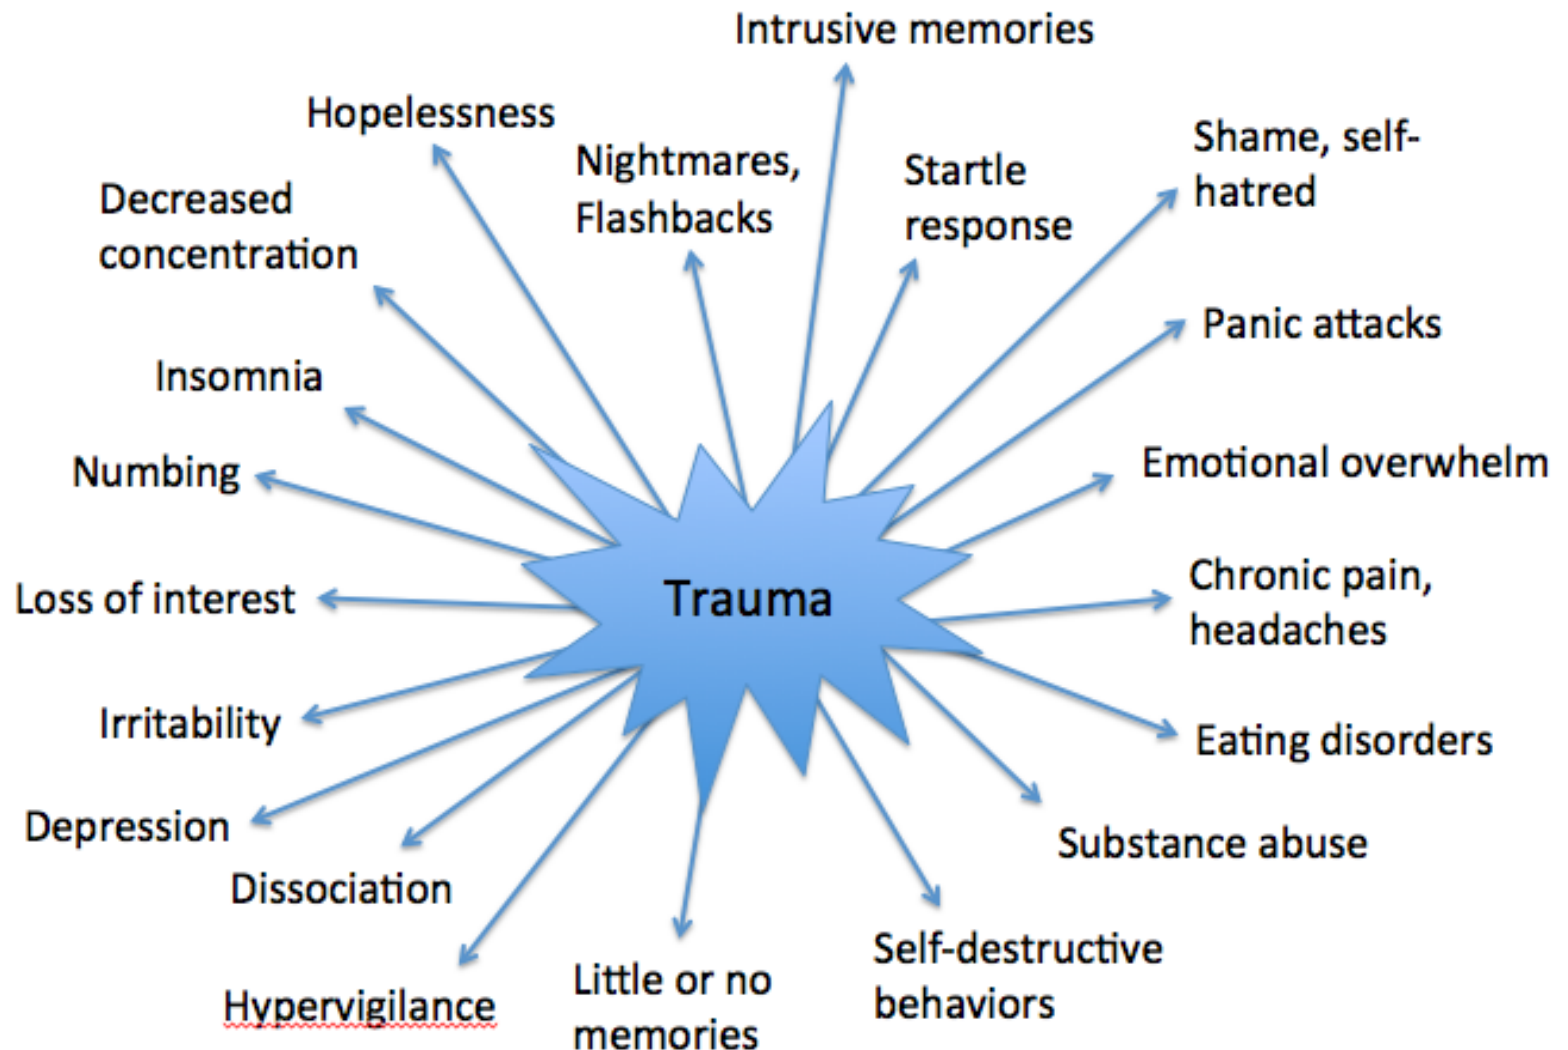 Intrusive memories
Hopelessness
Nightmares,
Flashbacks
Startle
response
Shame, self-
hatred
Decreased
concentration
Panic attacks
Insomnia
Emotional overwhelm
Numbing
Trauma
Loss of interest
Chronic pain,
headaches
Irritability
Eating disorders
Depression
Substance abuse
Dissociation
Hypervigilance
Little or no
memories
Self-destructive
behaviors